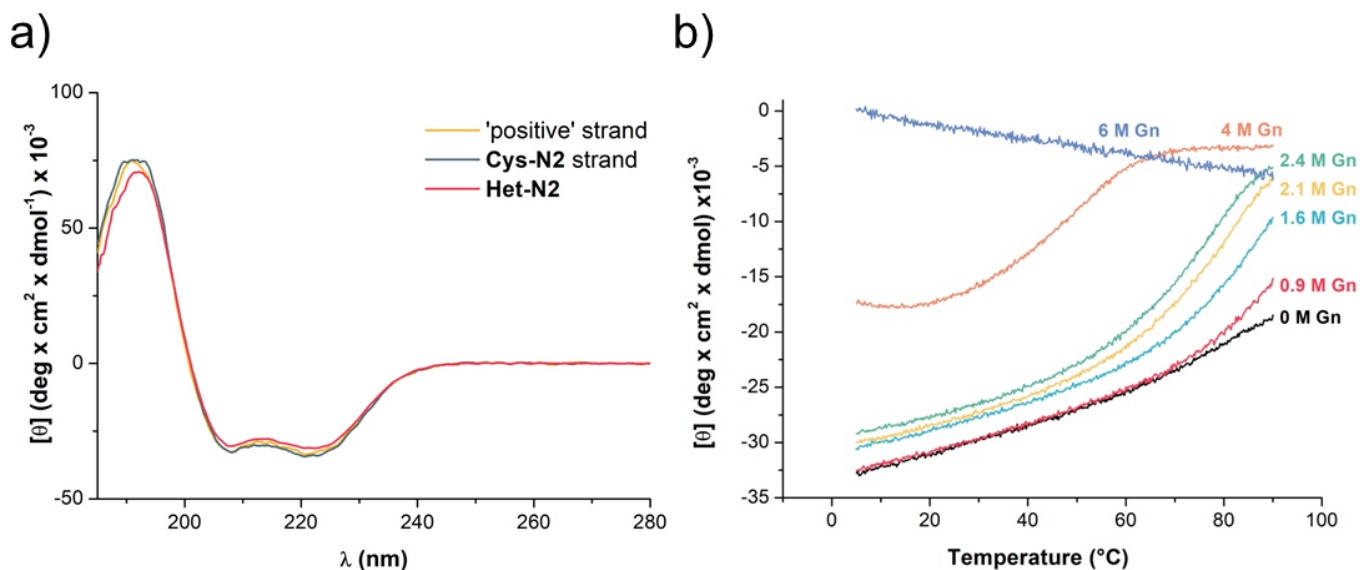 a)
100
50
0
-50
[θ] (deg x cm² x dmol⁻¹) x 10⁻³
'positive' strand
Cys-N2 strand
Het-N2
200
220
240
260
280
λ (nm)
b)
0
-5
-10
-15
-20
-25
-30
-35
[θ] (deg x cm² x dmol) x10⁻³
6 M Gn
4 M Gn
2.4 M Gn
2.1 M Gn
1.6 M Gn
0.9 M Gn
0 M Gn
0
20
40
60
80
100
Temperature (°C)